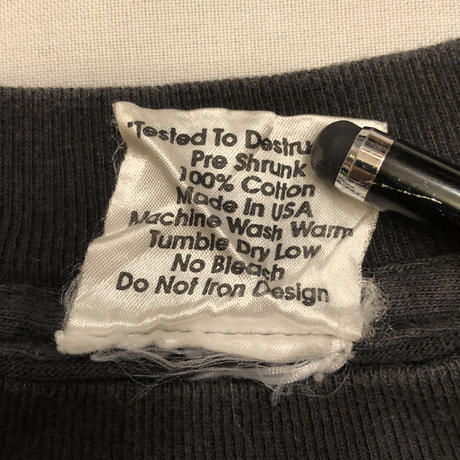 'Tested To Destru
Pre Shrunk
100% Cotton
Made In USA
Machine Wash Warm
Tumble Dry Low
No Bleach
Do Not Iron Design